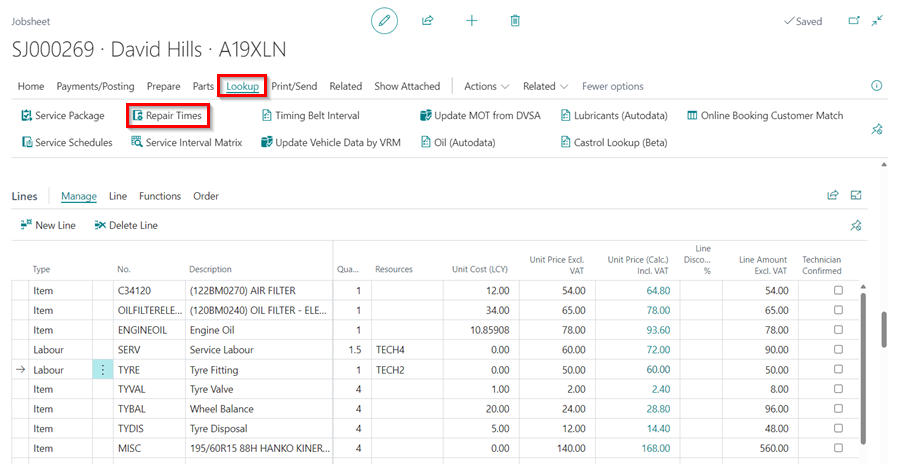 Jobsheet
Saved
SJ000269 · David Hills · A19XLN
Home Payments/Posting Prepare Parts Lookup Print/Send Related Show Attached Actions Related Fewer options
Service Package Repair Times Timing Belt Interval Update MOT from DVSA Lubricants (Autodata) Online Booking Customer Match
Service Schedules Service Interval Matrix Update Vehicle Data by VRM Oil (Autodata) Castrol Lookup (Beta)
Lines Manage Line Functions Order
New Line Delete Line
Type No. Description Qua... Resources Unit Cost (LCY) Unit Price Excl. VAT Unit Price (Calc.) Incl. VAT Line Disco... % Line Amount Excl. VAT Technician Confirmed
Item C34120 (122BM0270) AIR FILTER 1 12.00 54.00 64.80 54.00
Item OILFILTERELE... (120BM0240) OIL FILTER - ELE... 1 34.00 65.00 78.00 65.00
Item ENGINEOIL Engine Oil 1 10.85908 78.00 93.60 78.00
Labour SERV Service Labour 1.5 TECH4 0.00 60.00 72.00 90.00
Labour TYRE Tyre Fitting 1 TECH2 0.00 50.00 60.00 50.00
Item TYVAL Tyre Valve 4 1.00 2.00 2.40 8.00
Item TYBAL Wheel Balance 4 20.00 24.00 28.80 96.00
Item TYDIS Tyre Disposal 4 5.00 12.00 14.40 48.00
Item MISC 195/60R15 88H HANKO KINER... 4 0.00 140.00 168.00 560.00